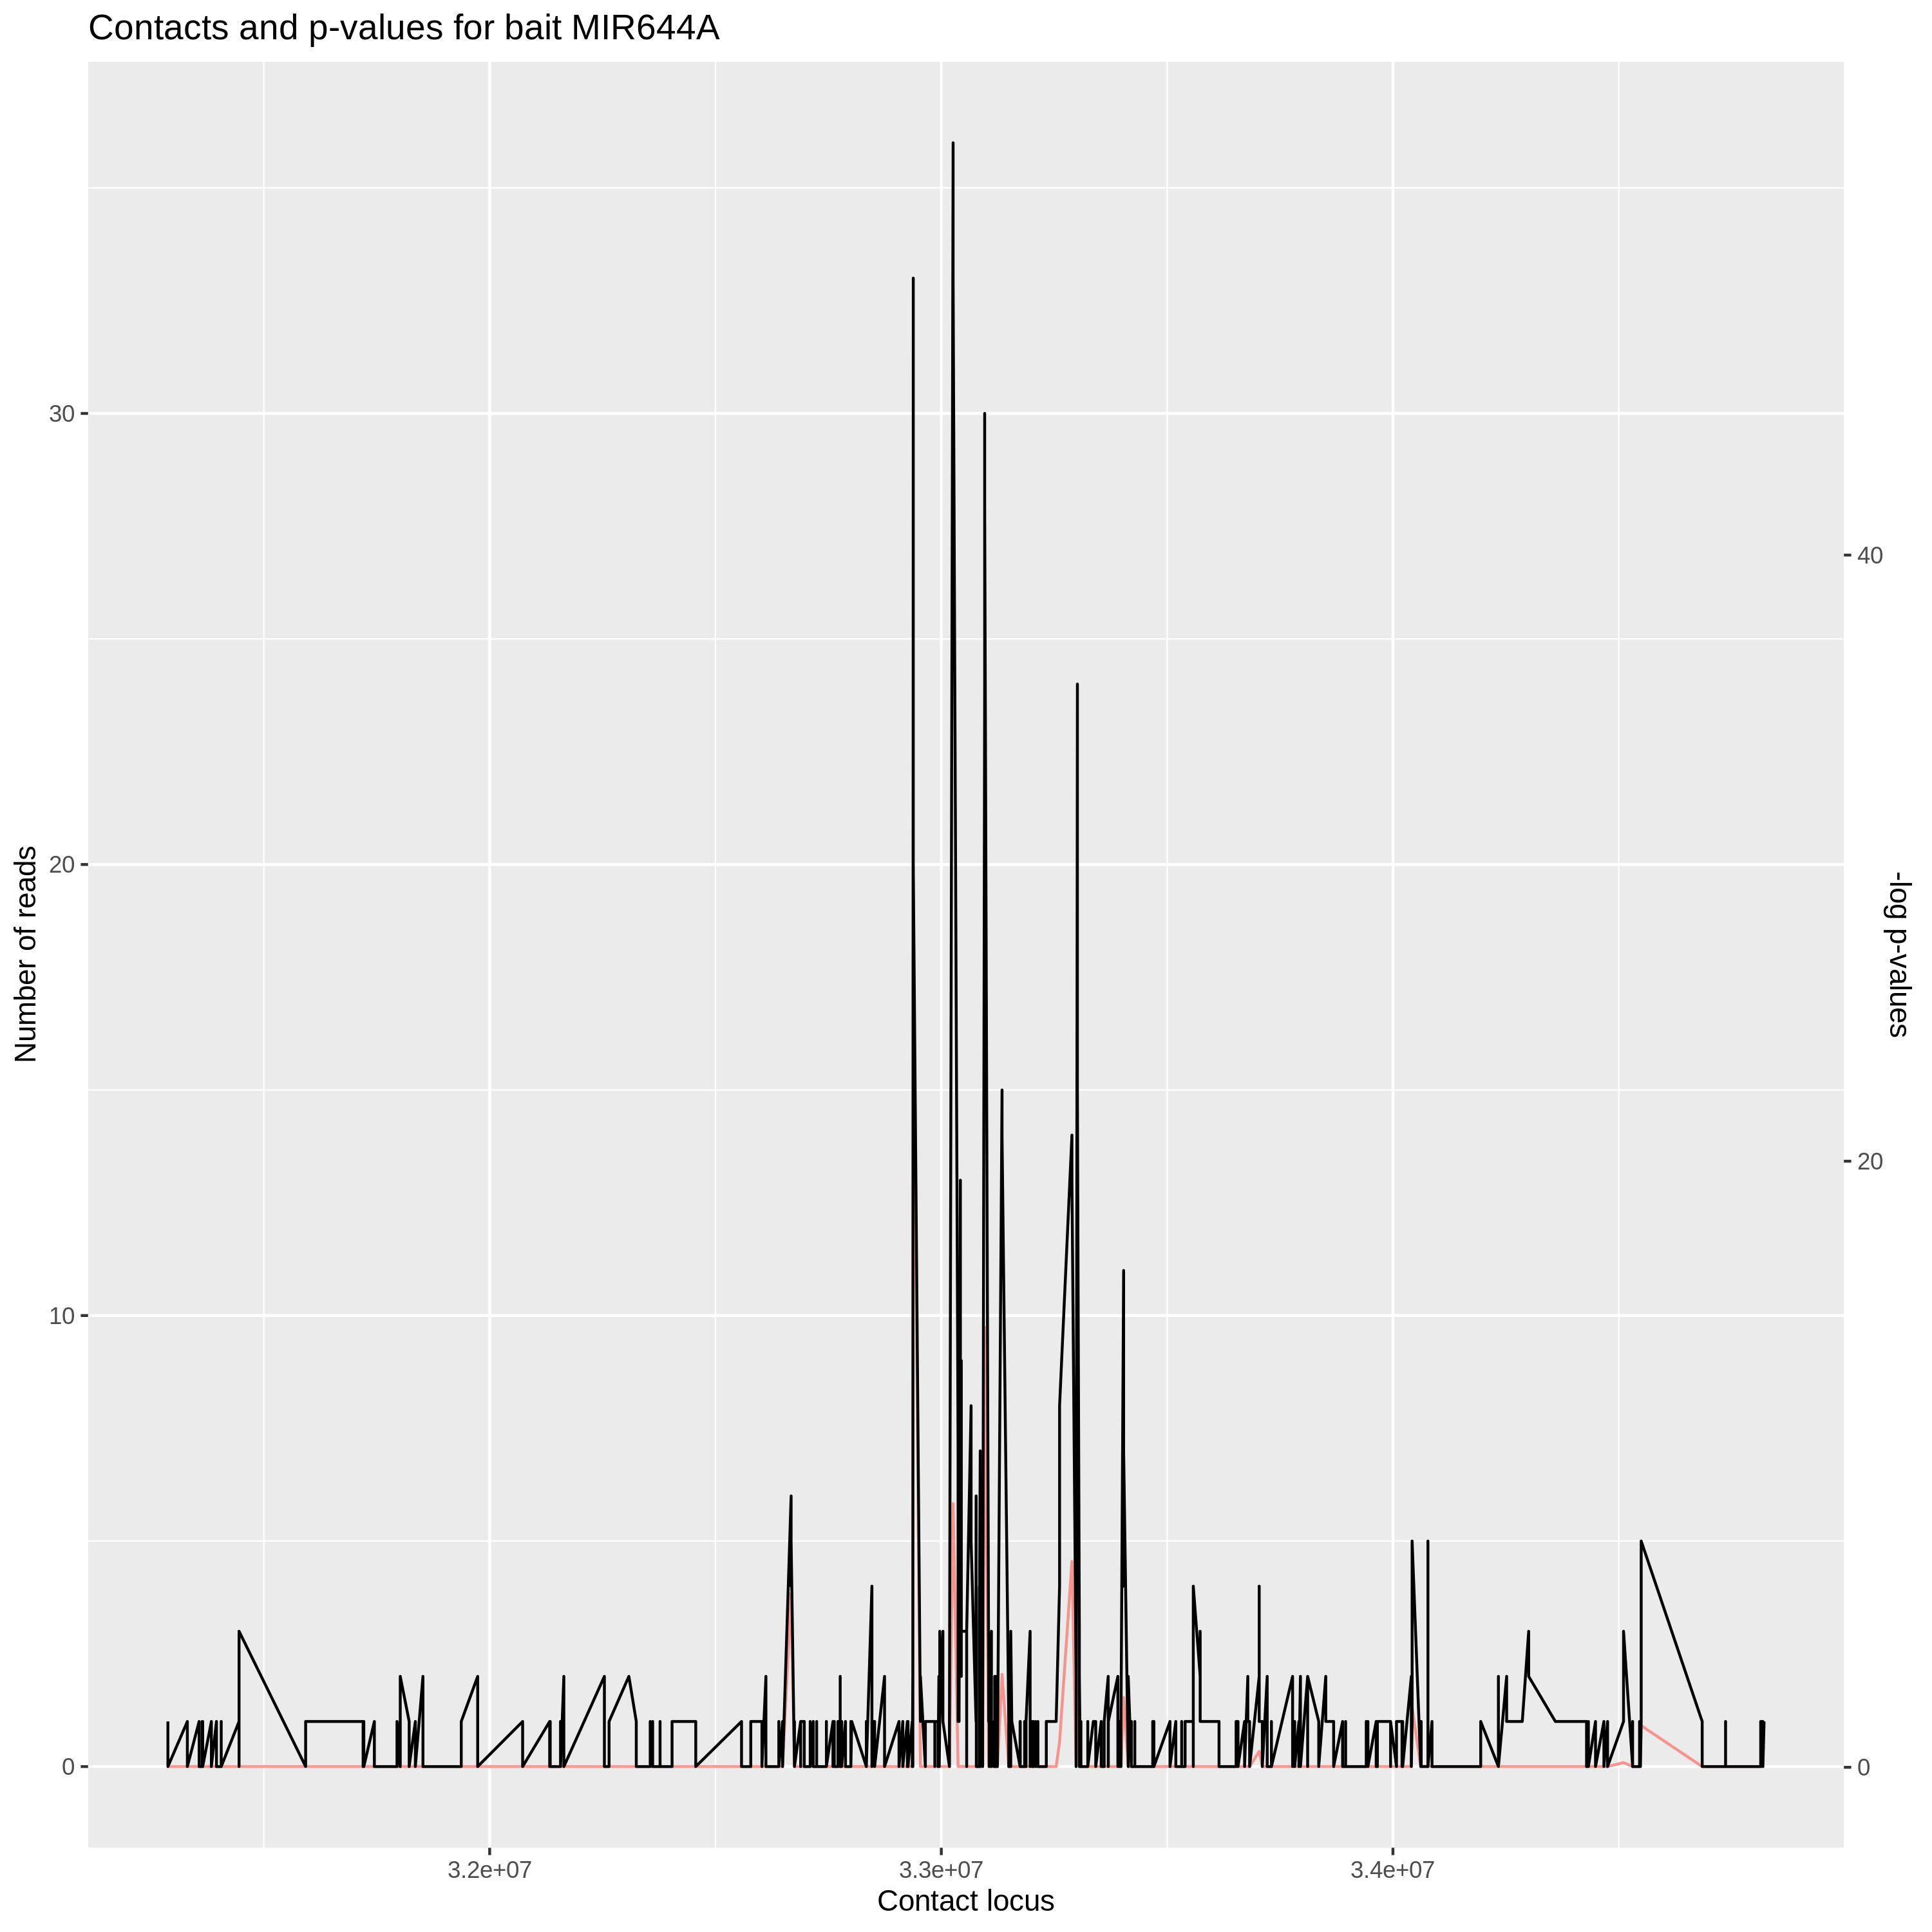 Contacts and p-values for bait MIR644A
Number of reads
30
20
10
0
40
20
0
-log p-values
3.2e+07
3.3e+07
3.4e+07
Contact locus